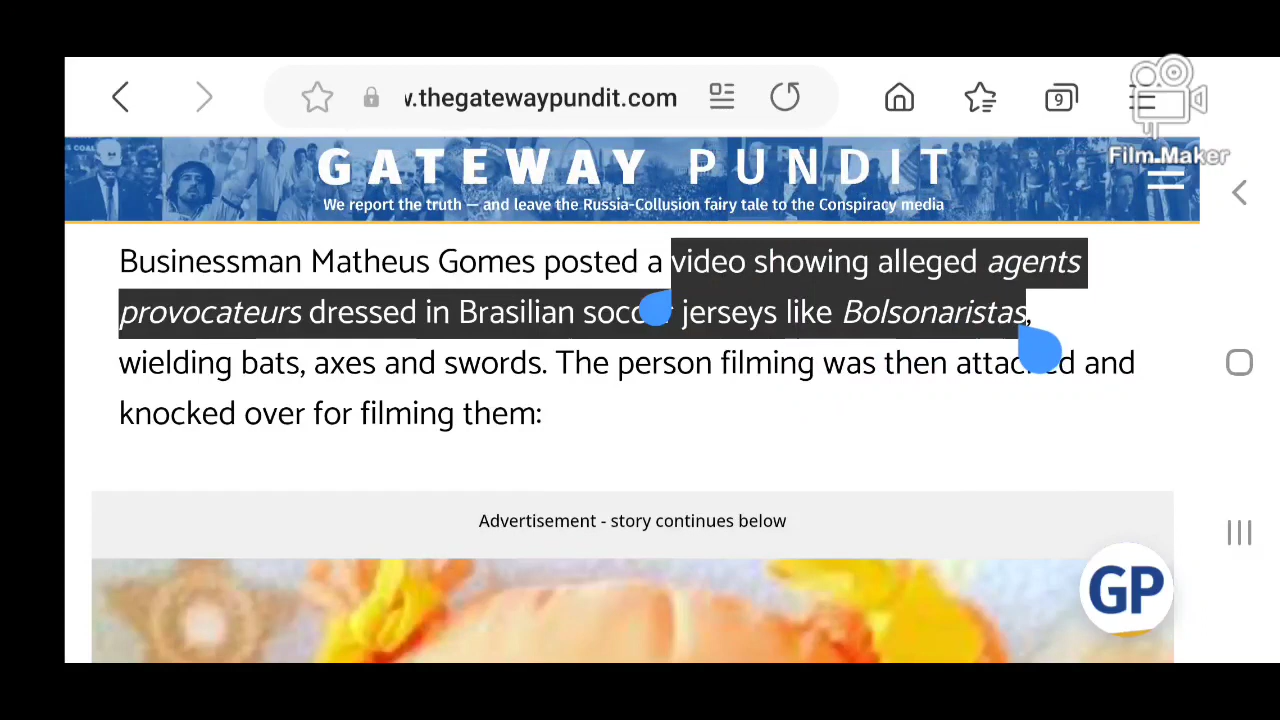 v.thegatewaypundit.com
9
Film Maker
GATEWAY PUNDIT
We report the truth — and leave the Russia-Collusion fairy tale to the Conspiracy media
Businessman Matheus Gomes posted a video showing alleged agents
provocateurs dressed in Brasilian soccer jerseys like Bolsonaristas,
wielding bats, axes and swords. The person filming was then attacked and
knocked over for filming them:
Advertisement - story continues below
GP